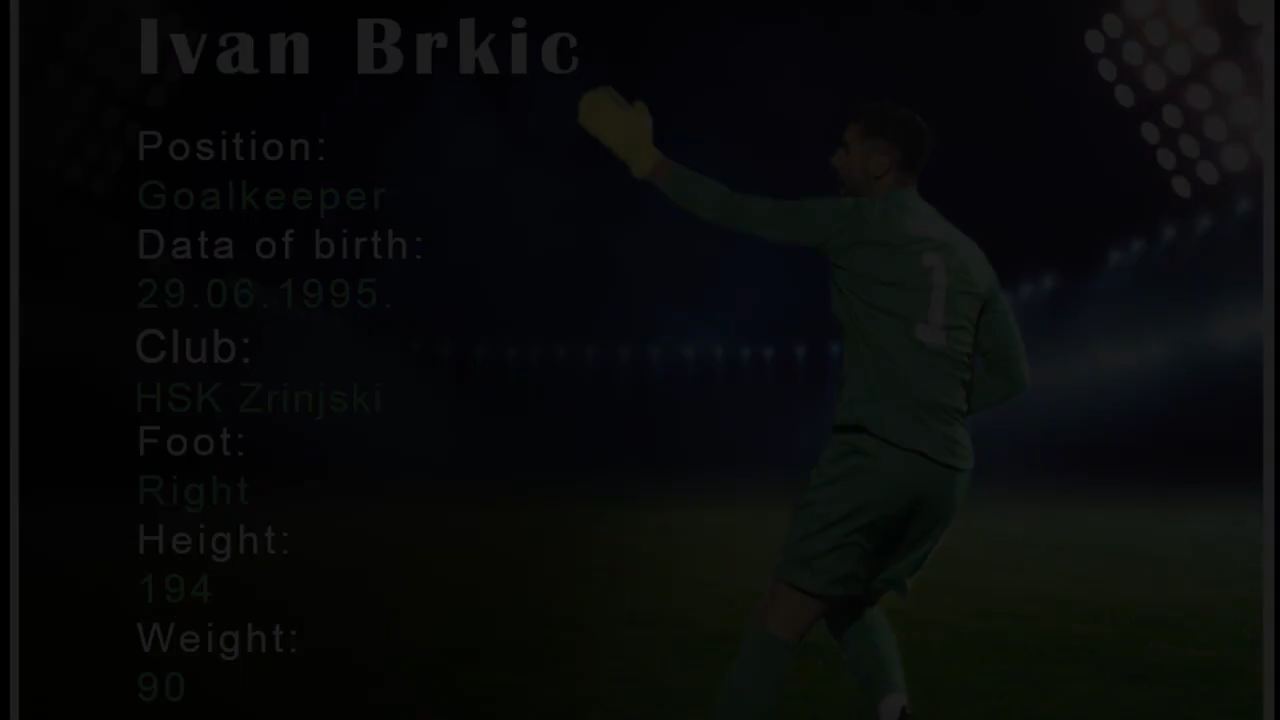 Ivan Brkic
Position:
Goalkeeper
Data of birth:
29.06.1995.
Club:
HSK Zrinjski
Foot:
Right
Height:
194
Weight:
90
1